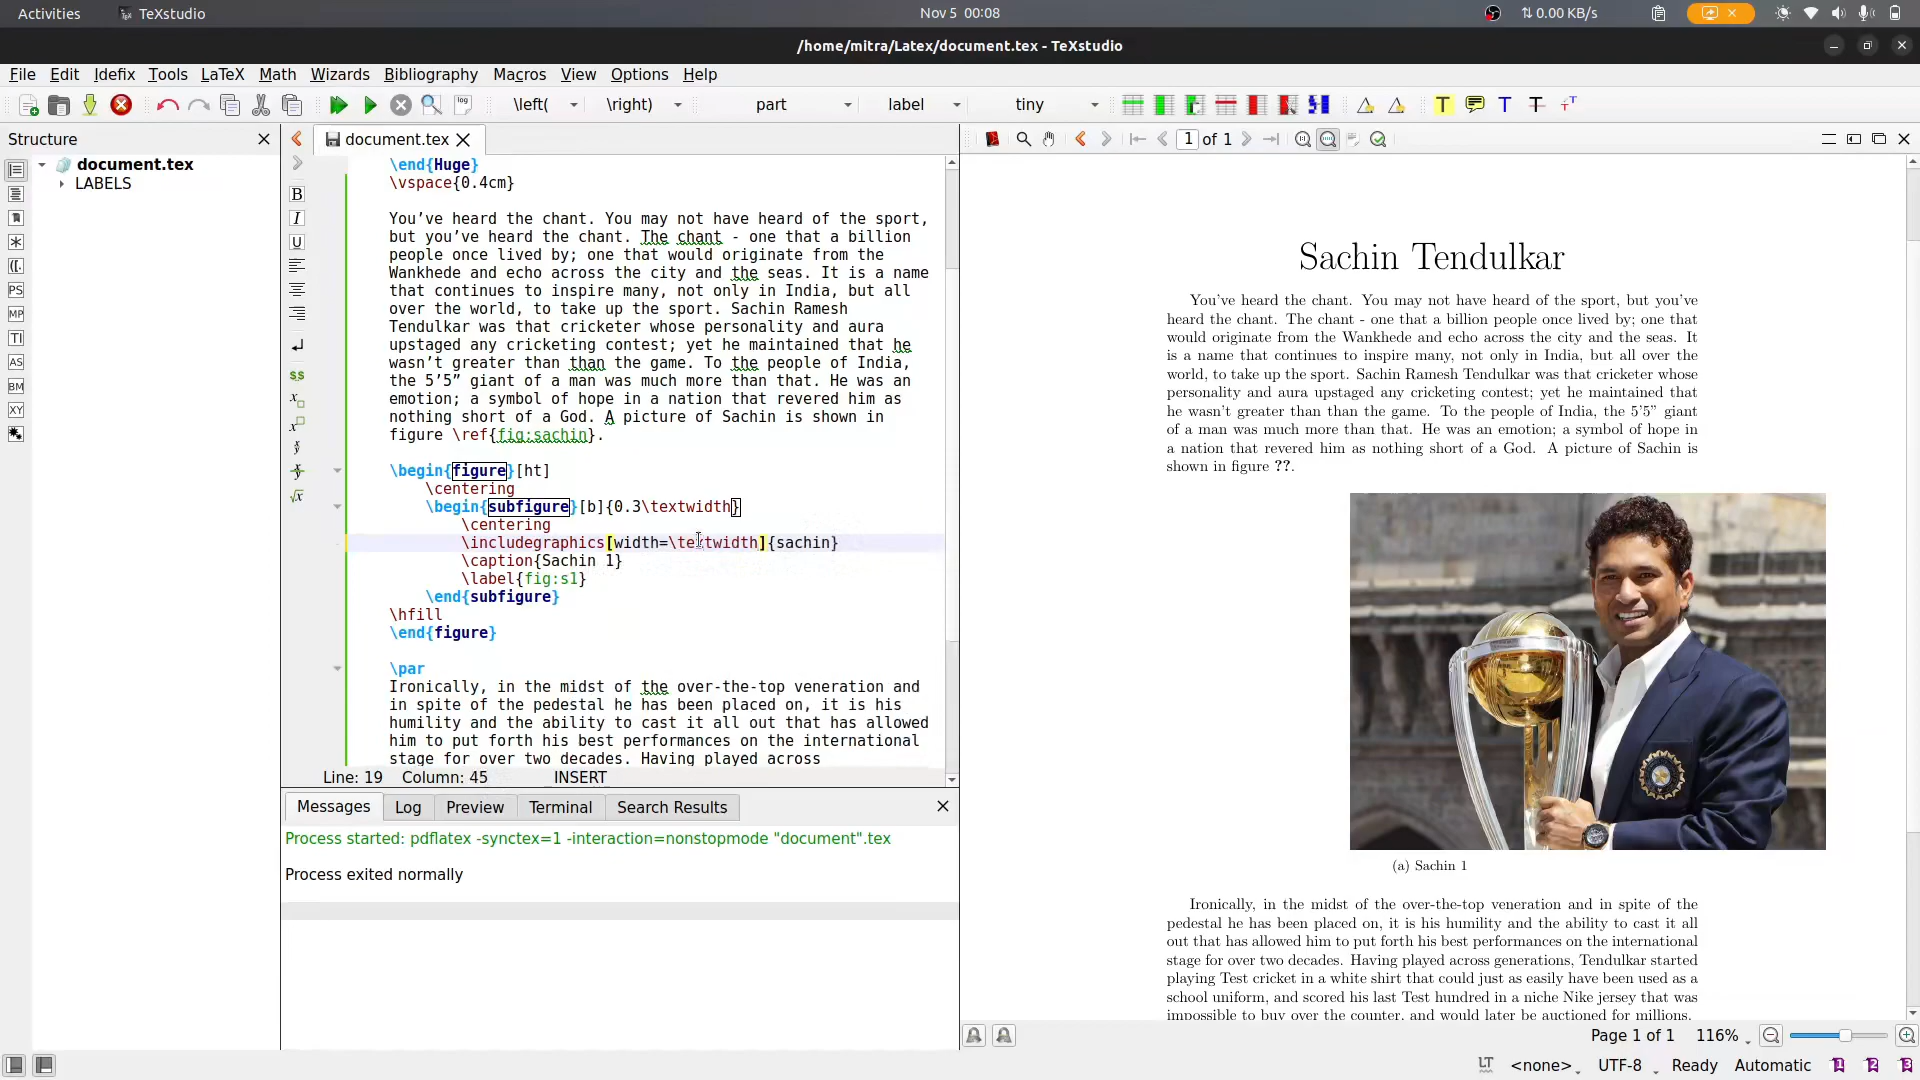 Activities TeXstudio Nov 5 00:08 0.00 KB/s
/home/mitra/Latex/document.tex - TeXstudio
File Edit Idefix Tools LaTeX Math Wizards Bibliography Macros View Options Help
log \left( \right) part label tiny
Structure
document.tex
LABELS
PS
MP
TI
AS
BM
XY
document.tex
\end{Huge}
\vspace{0.4cm}
You’ve heard the chant. You may not have heard of the sport,
but you’ve heard the chant. The chant - one that a billion
people once lived by; one that would originate from the
Wankhede and echo across the city and the seas. It is a name
that continues to inspire many, not only in India, but all
over the world, to take up the sport. Sachin Ramesh
Tendulkar was that cricketer whose personality and aura
upstaged any cricketing contest; yet he maintained that he
wasn’t greater than than the game. To the people of India,
the 5’5” giant of a man was much more than that. He was an
emotion; a symbol of hope in a nation that revered him as
nothing short of a God. A picture of Sachin is shown in
figure \ref{fig:sachin}.
\begin{figure}[ht]
\centering
\begin{subfigure}[b]{0.3\textwidth}
\centering
\includegraphics[width=\textwidth]{sachin}
\caption{Sachin 1}
\label{fig:s1}
\end{subfigure}
\hfill
\end{figure}
\par
Ironically, in the midst of the over-the-top veneration and
in spite of the pedestal he has been placed on, it is his
humility and the ability to cast it all out that has allowed
him to put forth his best performances on the international
stage for over two decades. Having played across
Line: 19 Column: 45 INSERT
Messages Log Preview Terminal Search Results
Process started: pdflatex -synctex=1 -interaction=nonstopmode "document".tex
Process exited normally
1 of 1
Sachin Tendulkar
You’ve heard the chant. You may not have heard of the sport, but you’ve
heard the chant. The chant - one that a billion people once lived by; one that
would originate from the Wankhede and echo across the city and the seas. It
is a name that continues to inspire many, not only in India, but all over the
world, to take up the sport. Sachin Ramesh Tendulkar was that cricketer whose
personality and aura upstaged any cricketing contest; yet he maintained that
he wasn’t greater than than the game. To the people of India, the 5’5” giant
of a man was much more than that. He was an emotion; a symbol of hope in
a nation that revered him as nothing short of a God. A picture of Sachin is
shown in figure ??.
(a) Sachin 1
Ironically, in the midst of the over-the-top veneration and in spite of the
pedestal he has been placed on, it is his humility and the ability to cast it all
out that has allowed him to put forth his best performances on the international
stage for over two decades. Having played across generations, Tendulkar started
playing Test cricket in a white shirt that could just as easily have been used as a
school uniform, and scored his last Test hundred in a niche Nike jersey that was
impossible to buy over the counter, and would later be auctioned for millions.
Page 1 of 1 116%
LT <none> UTF-8 Ready Automatic 1 2 3